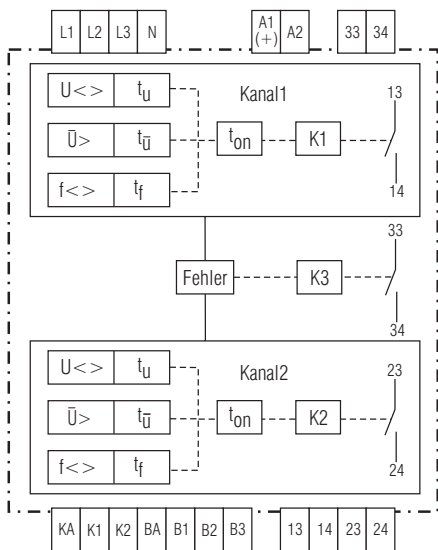 L1 L2 L3 N A1 (+) A2 33 34
Kanal1
U<> tu
Ū> tū
f<> tf
ton K1
13
14
Fehler K3
33
34
Kanal2
U<> tu
Ū> tū
f<> tf
ton K2
23
24
KA K1 K2 BA B1 B2 B3 13 14 23 24